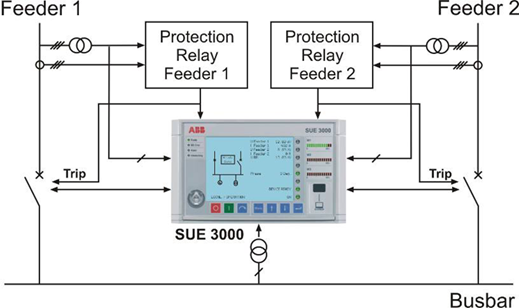 Feeder 1
Feeder 2
Protection
Relay
Feeder 1
Protection
Relay
Feeder 2
ABB
SUE 3000
Trip
Trip
SUE 3000
Busbar